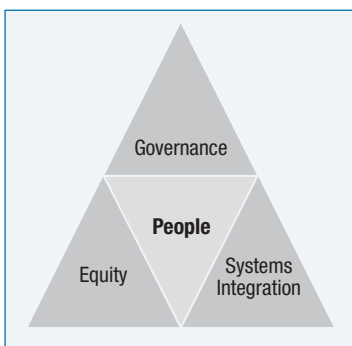 Governance
People
Equity
Systems
Integration